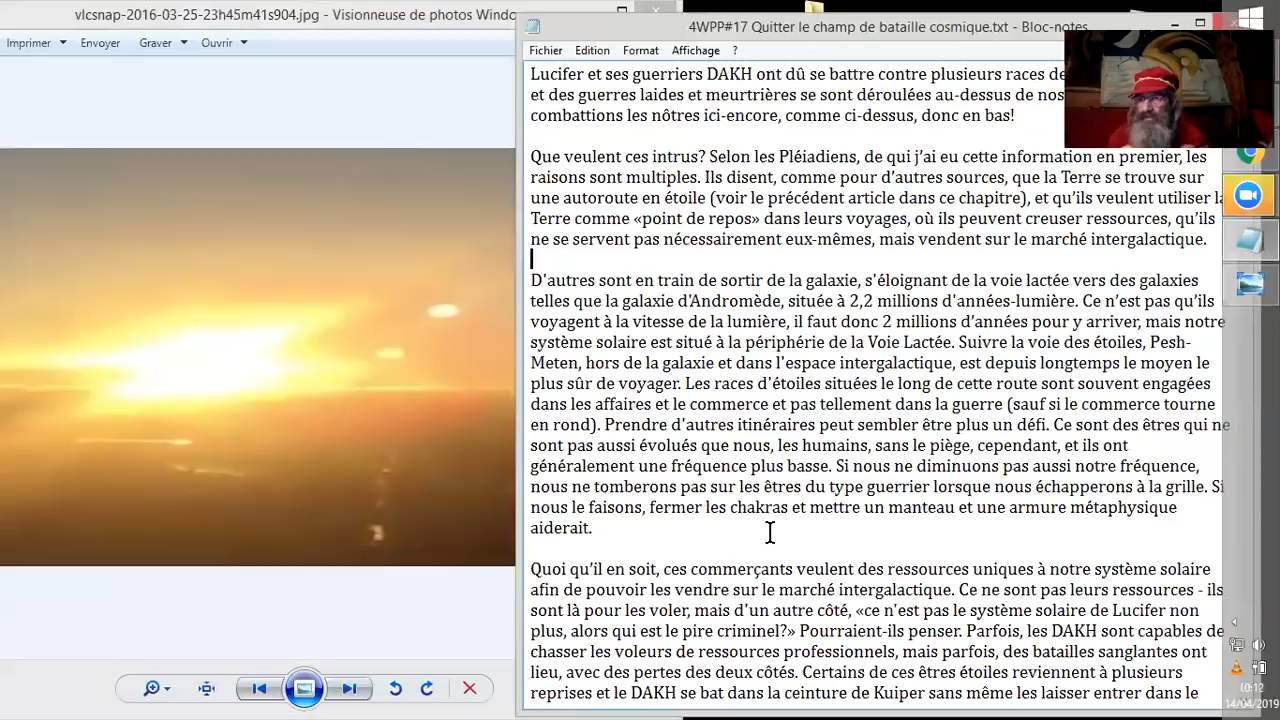 vlcsnap-2016-03-25-23h45m41s904.jpg - Visionneuse de photos Windo
Imprimer Envoyer Graver Ouvrir
4WPP#17 Quitter le champ de bataille cosmique.txt - Bloc-notes
Fichier Edition Format Affichage ?
Lucifer et ses guerriers DAKH ont dû se battre contre plusieurs races de
et des guerres laides et meurtrières se sont déroulées au-dessus de nos
combattions les nôtres ici-encore, comme ci-dessus, donc en bas!
Que veulent ces intrus? Selon les Pléiadiens, de qui j’ai eu cette information en premier, les
raisons sont multiples. Ils disent, comme pour d’autres sources, que la Terre se trouve sur
une autoroute en étoile (voir le précédent article dans ce chapitre), et qu’ils veulent utiliser la
Terre comme «point de repos» dans leurs voyages, où ils peuvent creuser ressources, qu’ils
ne se servent pas nécessairement eux-mêmes, mais vendent sur le marché intergalactique.
D'autres sont en train de sortir de la galaxie, s'éloignant de la voie lactée vers des galaxies
telles que la galaxie d'Andromède, située à 2,2 millions d'années-lumière. Ce n’est pas qu’ils
voyagent à la vitesse de la lumière, il faut donc 2 millions d’années pour y arriver, mais notre
système solaire est situé à la périphérie de la Voie Lactée. Suivre la voie des étoiles, Pesh-
Meten, hors de la galaxie et dans l'espace intergalactique, est depuis longtemps le moyen le
plus sûr de voyager. Les races d'étoiles situées le long de cette route sont souvent engagées
dans les affaires et le commerce et pas tellement dans la guerre (sauf si le commerce tourne
en rond). Prendre d'autres itinéraires peut sembler être plus un défi. Ce sont des êtres qui ne
sont pas aussi évolués que nous, les humains, sans le piège, cependant, et ils ont
généralement une fréquence plus basse. Si nous ne diminuons pas aussi notre fréquence,
nous ne tomberons pas sur les êtres du type guerrier lorsque nous échapperons à la grille. Si
nous le faisons, fermer les chakras et mettre un manteau et une armure métaphysique
aiderait.
Quoi qu’il en soit, ces commerçants veulent des ressources uniques à notre système solaire
afin de pouvoir les vendre sur le marché intergalactique. Ce ne sont pas leurs ressources - ils
sont là pour les voler, mais d'un autre côté, «ce n'est pas le système solaire de Lucifer non
plus, alors qui est le pire criminel?» Pourraient-ils penser. Parfois, les DAKH sont capables de
chasser les voleurs de ressources professionnels, mais parfois, des batailles sanglantes ont
lieu, avec des pertes des deux côtés. Certains de ces êtres étoiles reviennent à plusieurs
reprises et le DAKH se bat dans la ceinture de Kuiper sans même les laisser entrer dans le
00:12
14/04/2019